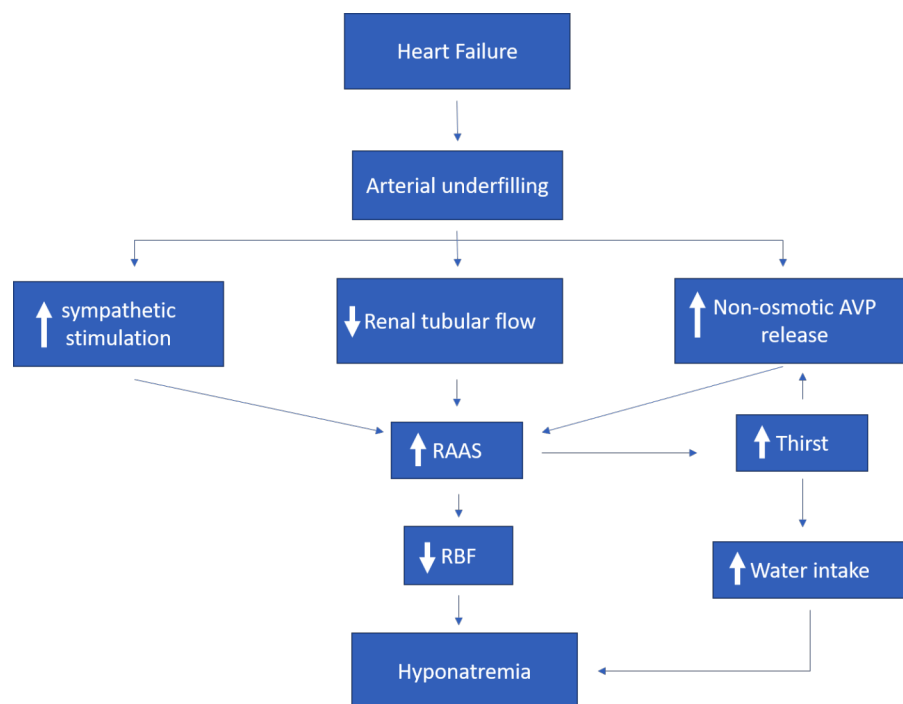 Heart Failure
Arterial underfilling
sympathetic
stimulation
Renal tubular flow
Non-osmotic AVP
release
RAAS
Thirst
RBF
Water intake
Hyponatremia